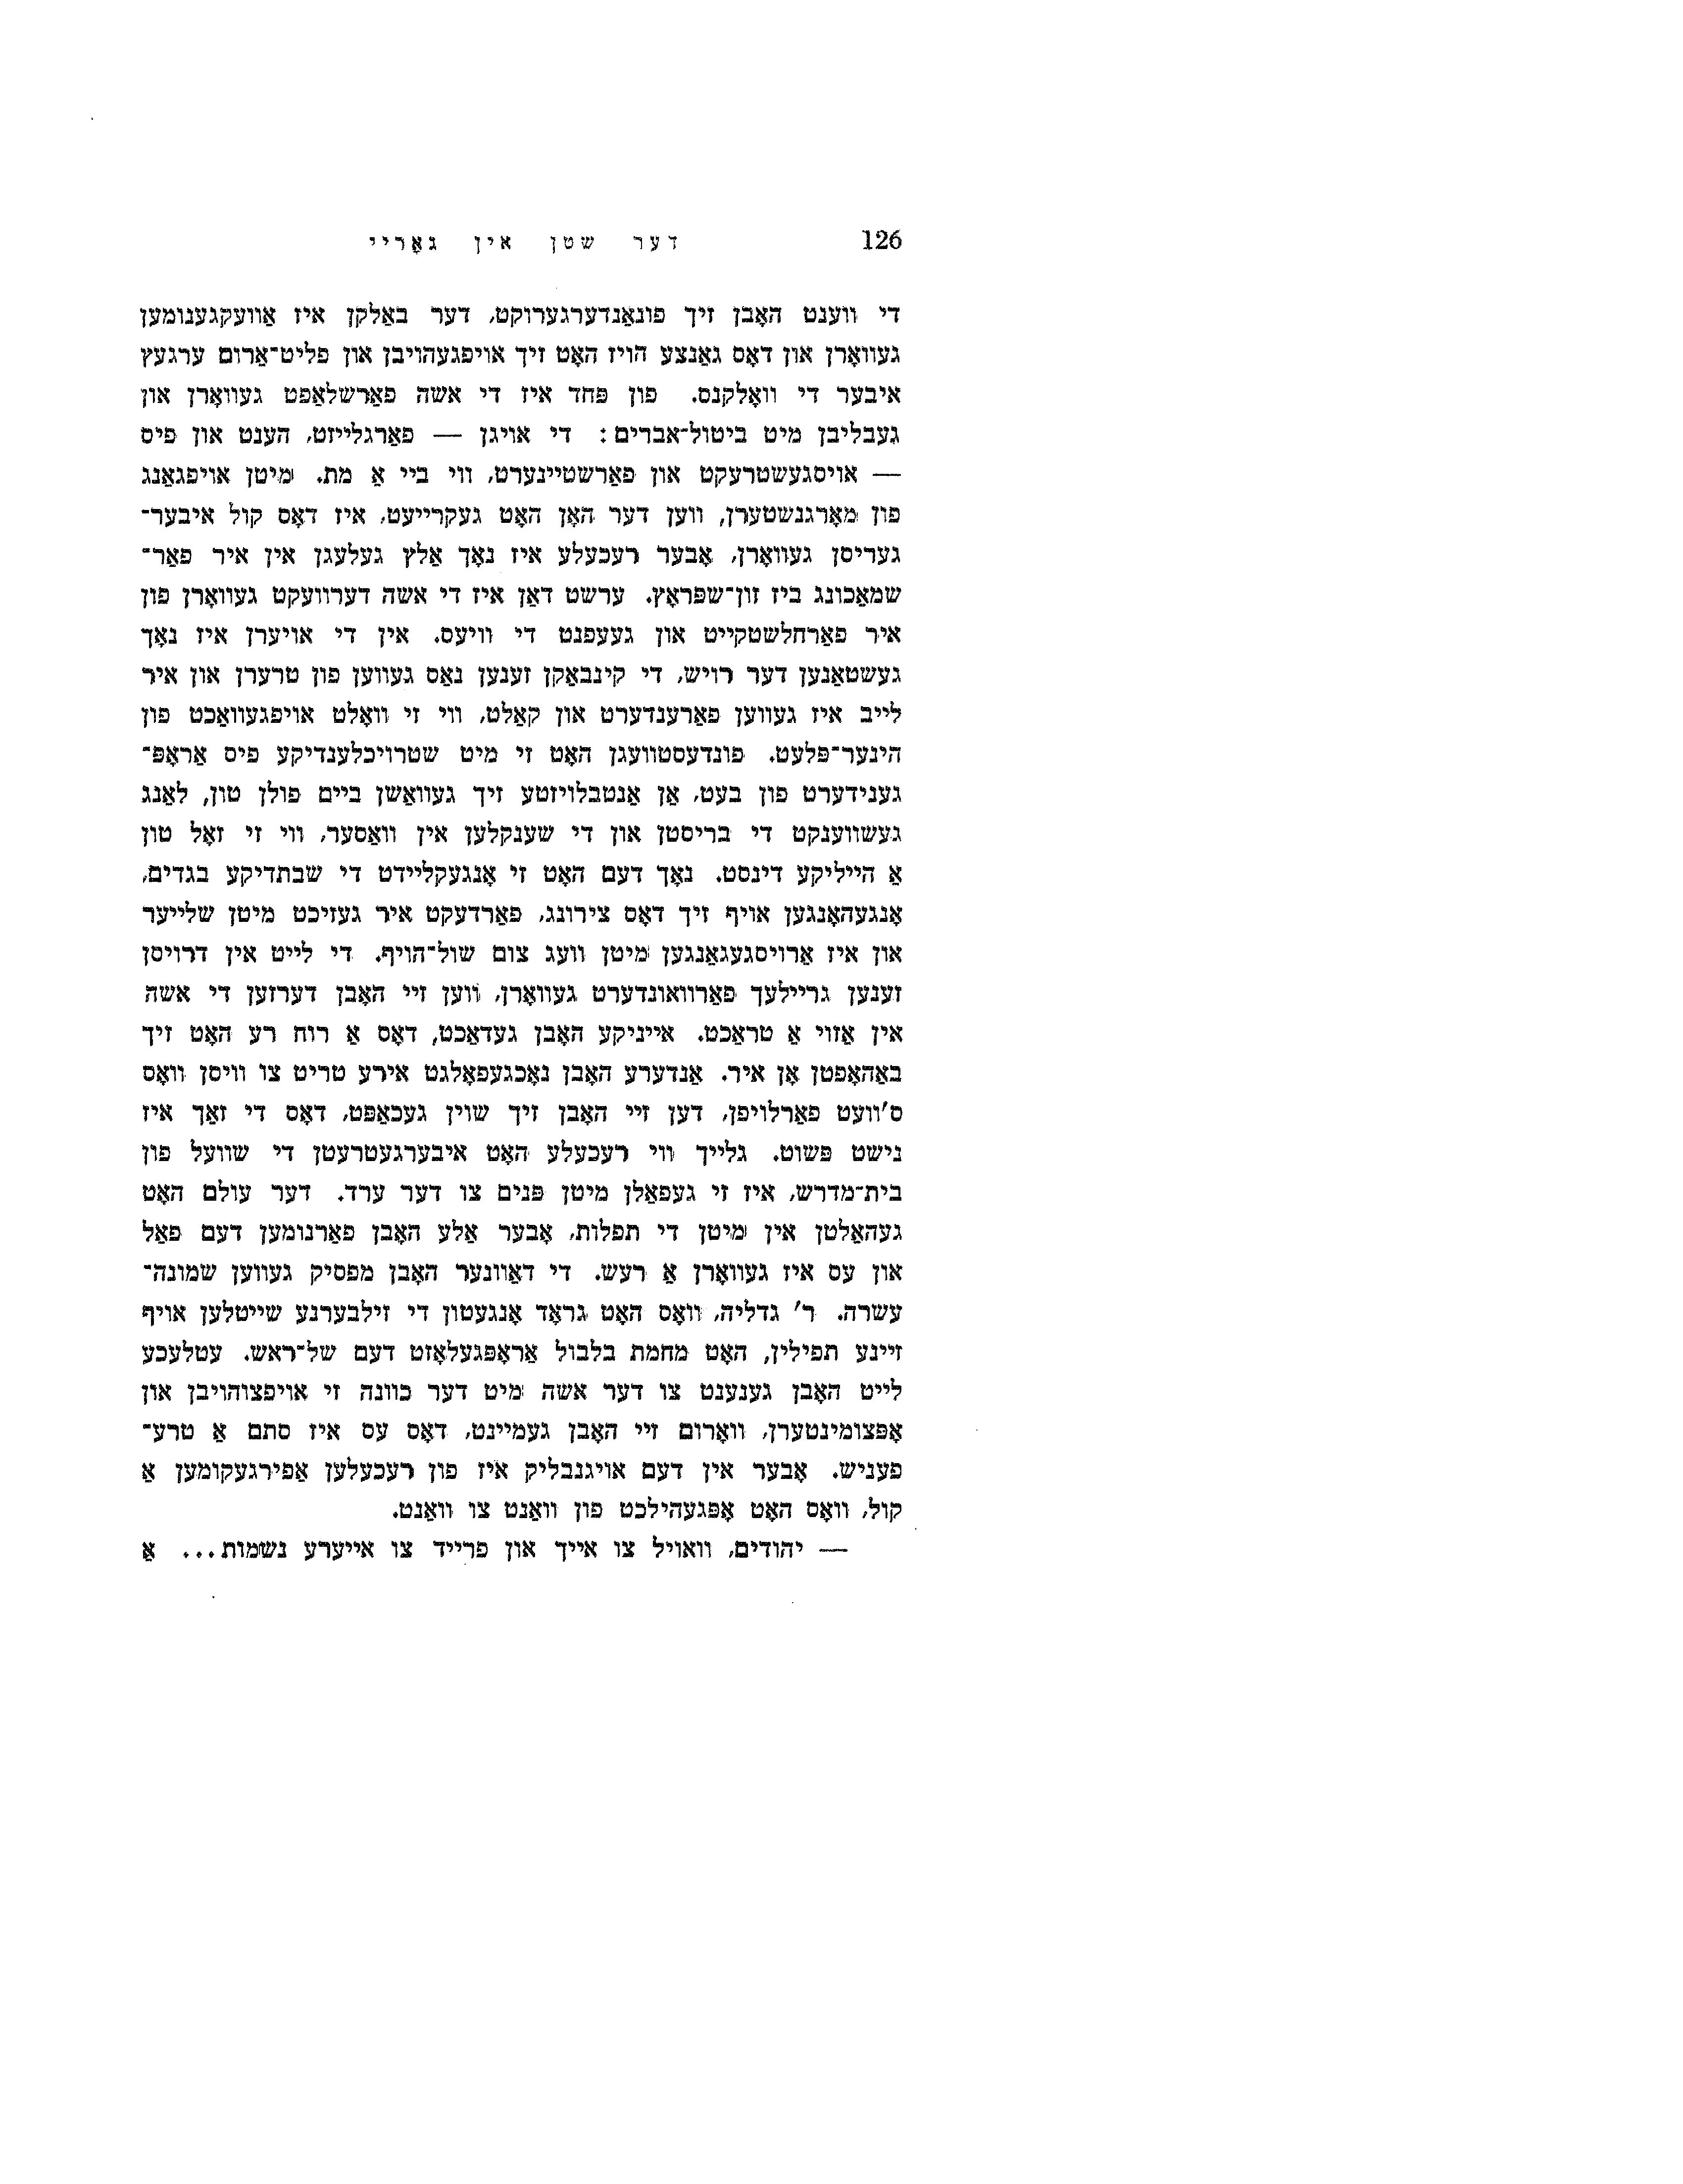 126 דער שטן אין גאָריי
די ווענט האָבן זיך פונאַנדערגערוקט, דער באַלקן איז אַוועקגענומען
געוואָרן און דאָס גאַנצע הויז האָט זיך אויפגעהויבן און פליט־אַרום ערגעץ
איבער די וואָלקנס. פון פּחד איז די אשה פאַרשלאַפט געוואָרן און
געבליבן מיט ביטול־אברים: די אויגן — פאַרגלייזט, הענט און פיס
— אויסגעשטרעקט און פאַרשטיינערט, ווי ביי אַ מת. מיטן אויפגאַנג
פון מאָרגנשטערן, ווען דער האָן האָט געקרייעט, איז דאָס קול איבער־
געריסן געוואָרן, אָבער רעכעלע איז נאָך אַלץ געלעגן אין איר פאַר־
שמאַכונג ביז זון־שפּראָץ. ערשט דאַן איז די אשה דערוועקט געוואָרן פון
איר פאַרחלשטקייט און געעפנט די וויעס. אין די אויערן איז נאָך
געשטאַנען דער רויש, די קינבאַקן זענען נאַס געווען פון טרערן און איר
לייב איז געווען פאַרענדערט און קאַלט, ווי זי וואָלט אויפגעוואַכט פון
הינער־פּלעט. פונדעסטוועגן האָט זי מיט שטרויכלענדיקע פיס אַראָפּ־
גענידערט פון בעט, אַן אַנטבלויזטע זיך געוואַשן ביים פולן טון, לאַנג
געשווענקט די בריסטן און די שענקלען אין וואַסער, ווי זי זאָל טון
אַ הייליקע דינסט. נאָך דעם האָט זי אָנגעקליידט די שבתדיקע בגדים,
אָנגעהאָנגען אויף זיך דאָס צירונג, פאַרדעקט איר געזיכט מיטן שלייער
און איז אַרויסגעגאַנגען מיטן וועג צום שול־הויף. די לייט אין דרויסן
זענען גריילעך פאַרוואונדערט געוואָרן, ווען זיי האָבן דערזען די אשה
אין אַזוי אַ טראַכט. אייניקע האָבן געדאַכט, דאָס אַ רוח רע האָט זיך
באַהאָפטן אָן איר. אַנדערע האָבן נאָכגעפאָלגט אירע טריט צו וויסן וואָס
ס'וועט פאַרלויפן, דען זיי האָבן זיך שוין געכאַפּט, דאָס די זאַך איז
נישט פּשוט. גלייך ווי רעכעלע האָט איבערגעטרעטן די שוועל פון
בית־מדרש, איז זי געפאַלן מיטן פּנים צו דער ערד. דער עולם האָט
געהאַלטן אין מיטן די תפלות, אָבער אַלע האָבן פאַרנומען דעם פאַל
און עס איז געוואָרן אַ רעש. די דאַוונער האָבן מפסיק געווען שמונה־
עשרה. ר' גדליה, וואָס האָט גראָד אָנגעטון די זילבערנע שייטלען אויף
זיינע תפילין, האָט מחמת בלבול אַראָפּגעלאָזט דעם של־ראש. עטלעכע
לייט האָבן גענענט צו דער אשה מיט דער כוונה זי אויפצוהויבן און
אָפּצומינטערן, וואָרום זיי האָבן געמיינט, דאָס עס איז סתם אַ טרע־
פעניש. אָבער אין דעם אויגנבליק איז פון רעכעלען אַפירגעקומען אַ
קול, וואָס האָט אָפּגעהילכט פון וואַנט צו וואַנט.
— יהודים, וואויל צו אייך און פרייד צו אייערע נשמות... אַ